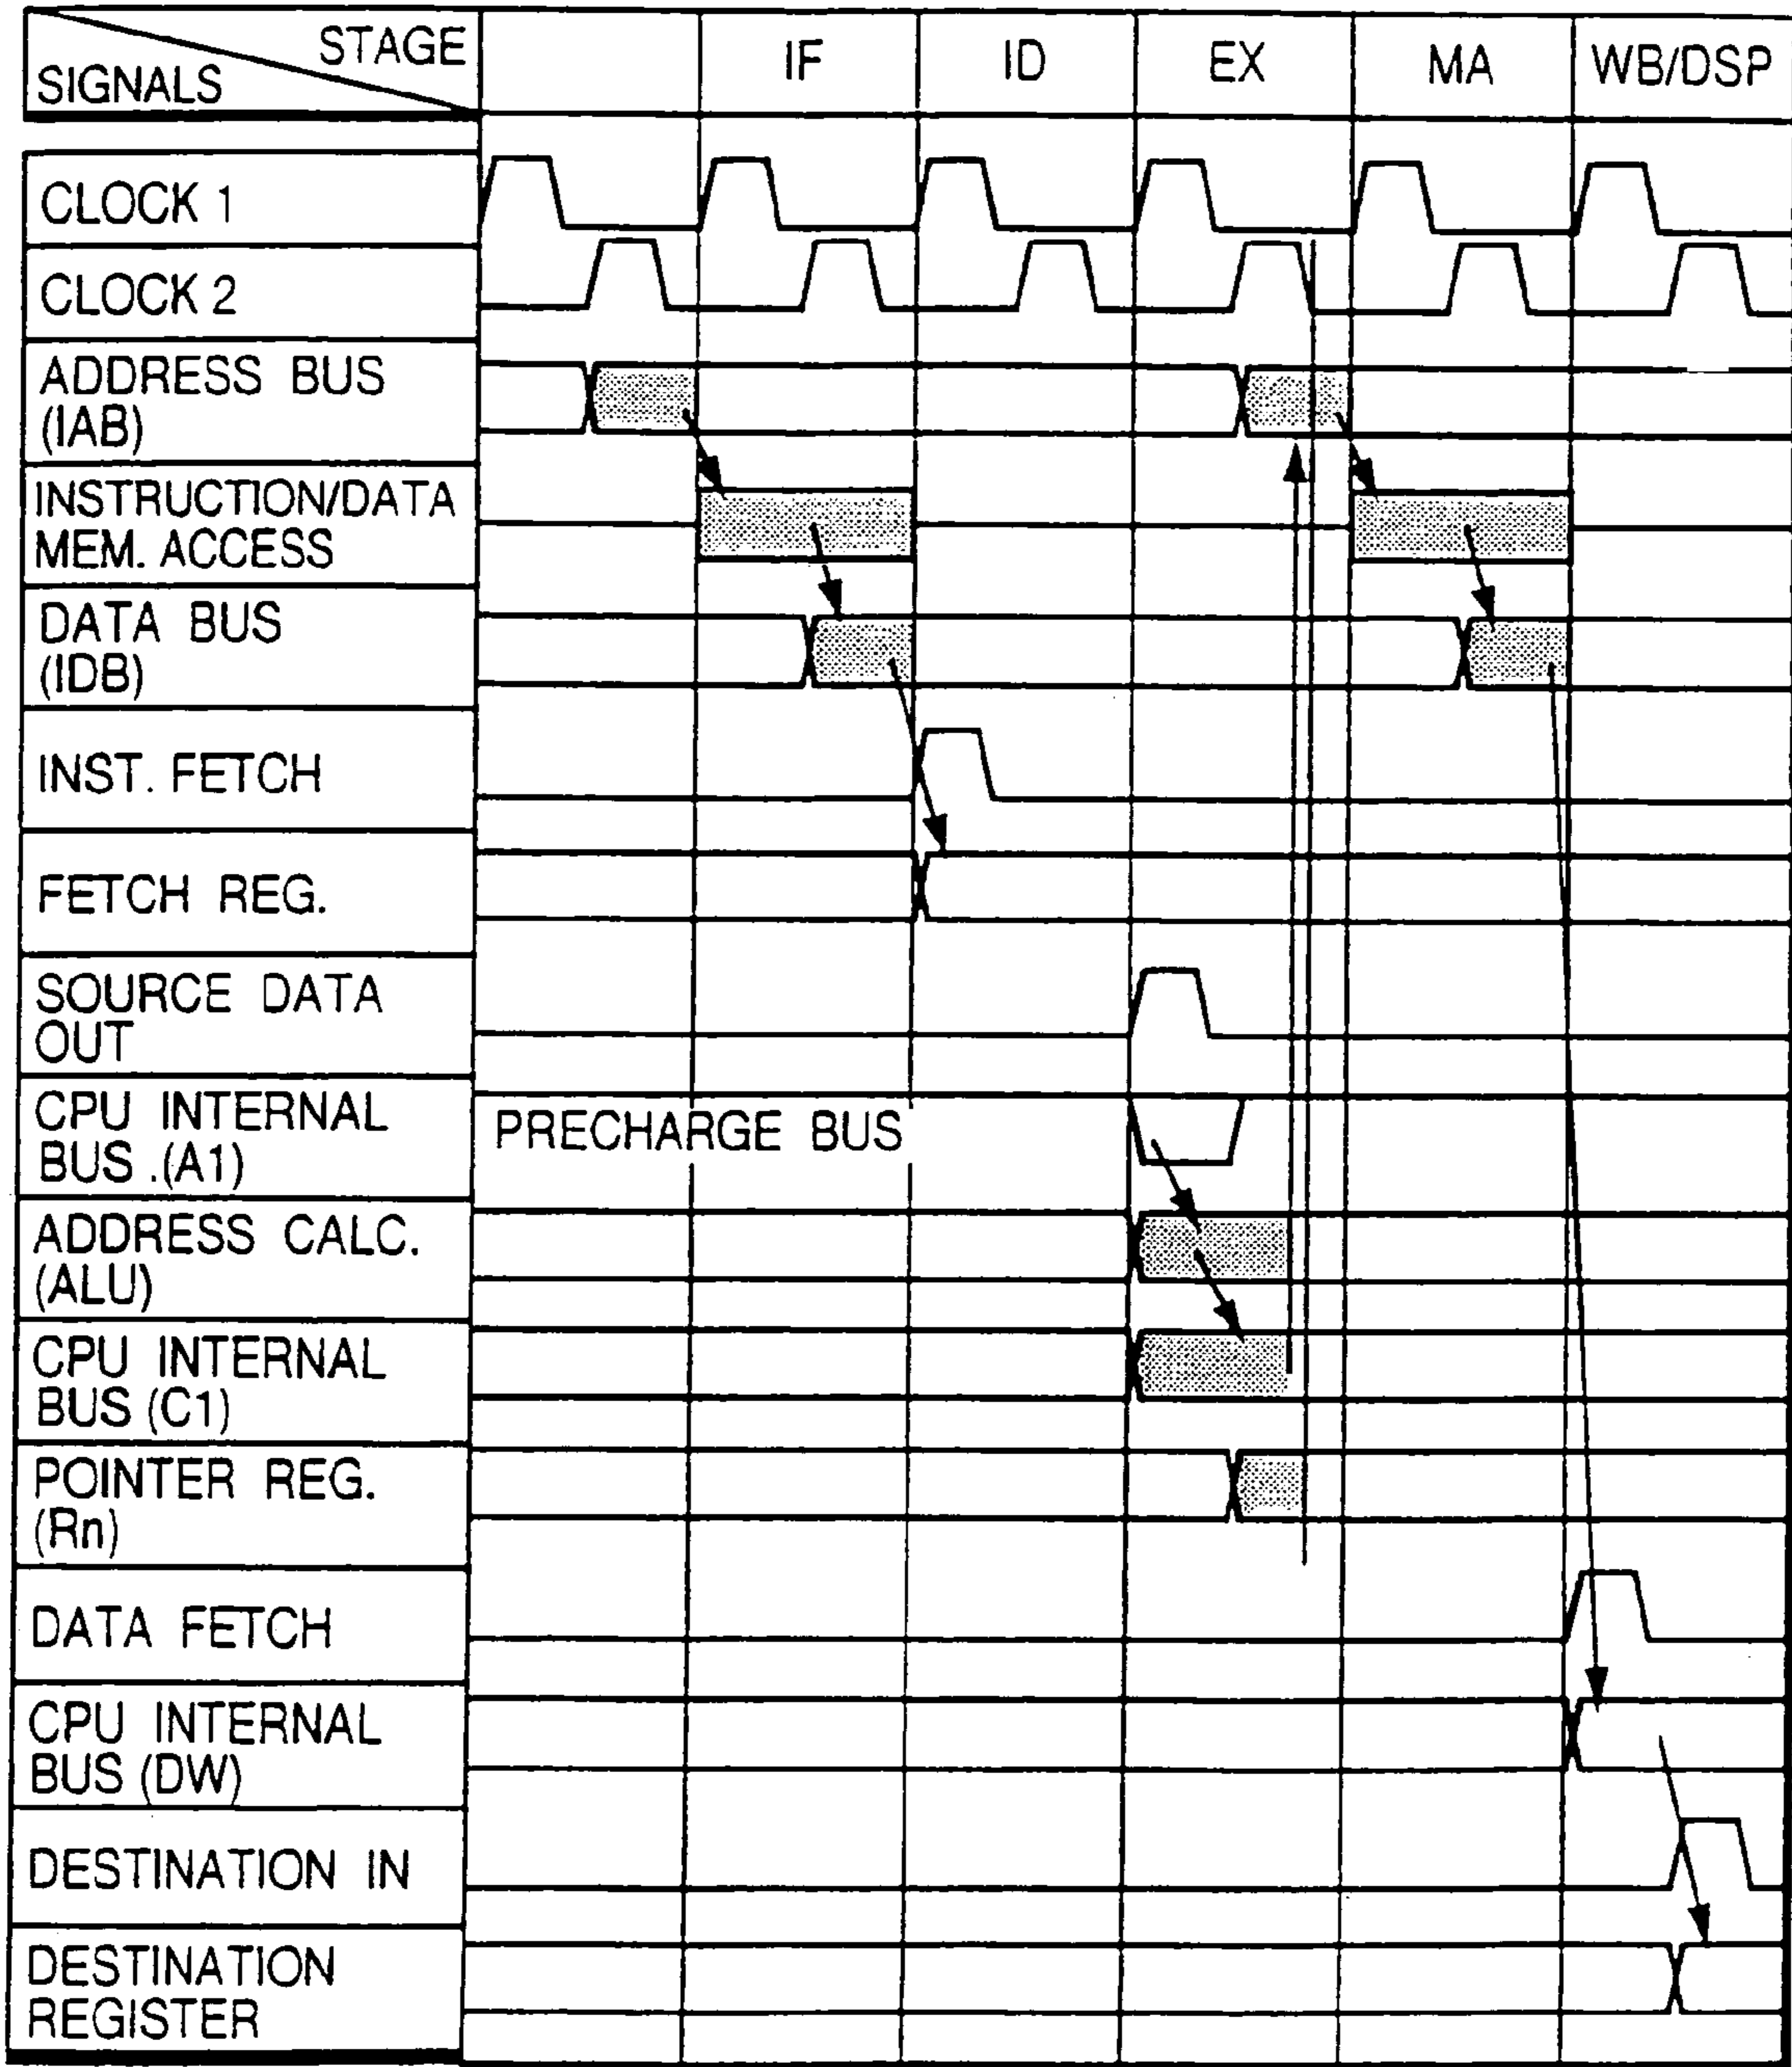 STAGE
SIGNALS
IF
ID
EX
MA
WB/DSP
CLOCK 1
CLOCK 2
ADDRESS BUS
(IAB)
INSTRUCTION/DATA
MEM. ACCESS
DATA BUS
(IDB)
INST. FETCH
FETCH REG.
SOURCE DATA
OUT
CPU INTERNAL
BUS .(A1)
PRECHARGE BUS
ADDRESS CALC.
(ALU)
CPU INTERNAL
BUS (C1)
POINTER REG.
(Rn)
DATA FETCH
CPU INTERNAL
BUS (DW)
DESTINATION IN
DESTINATION
REGISTER